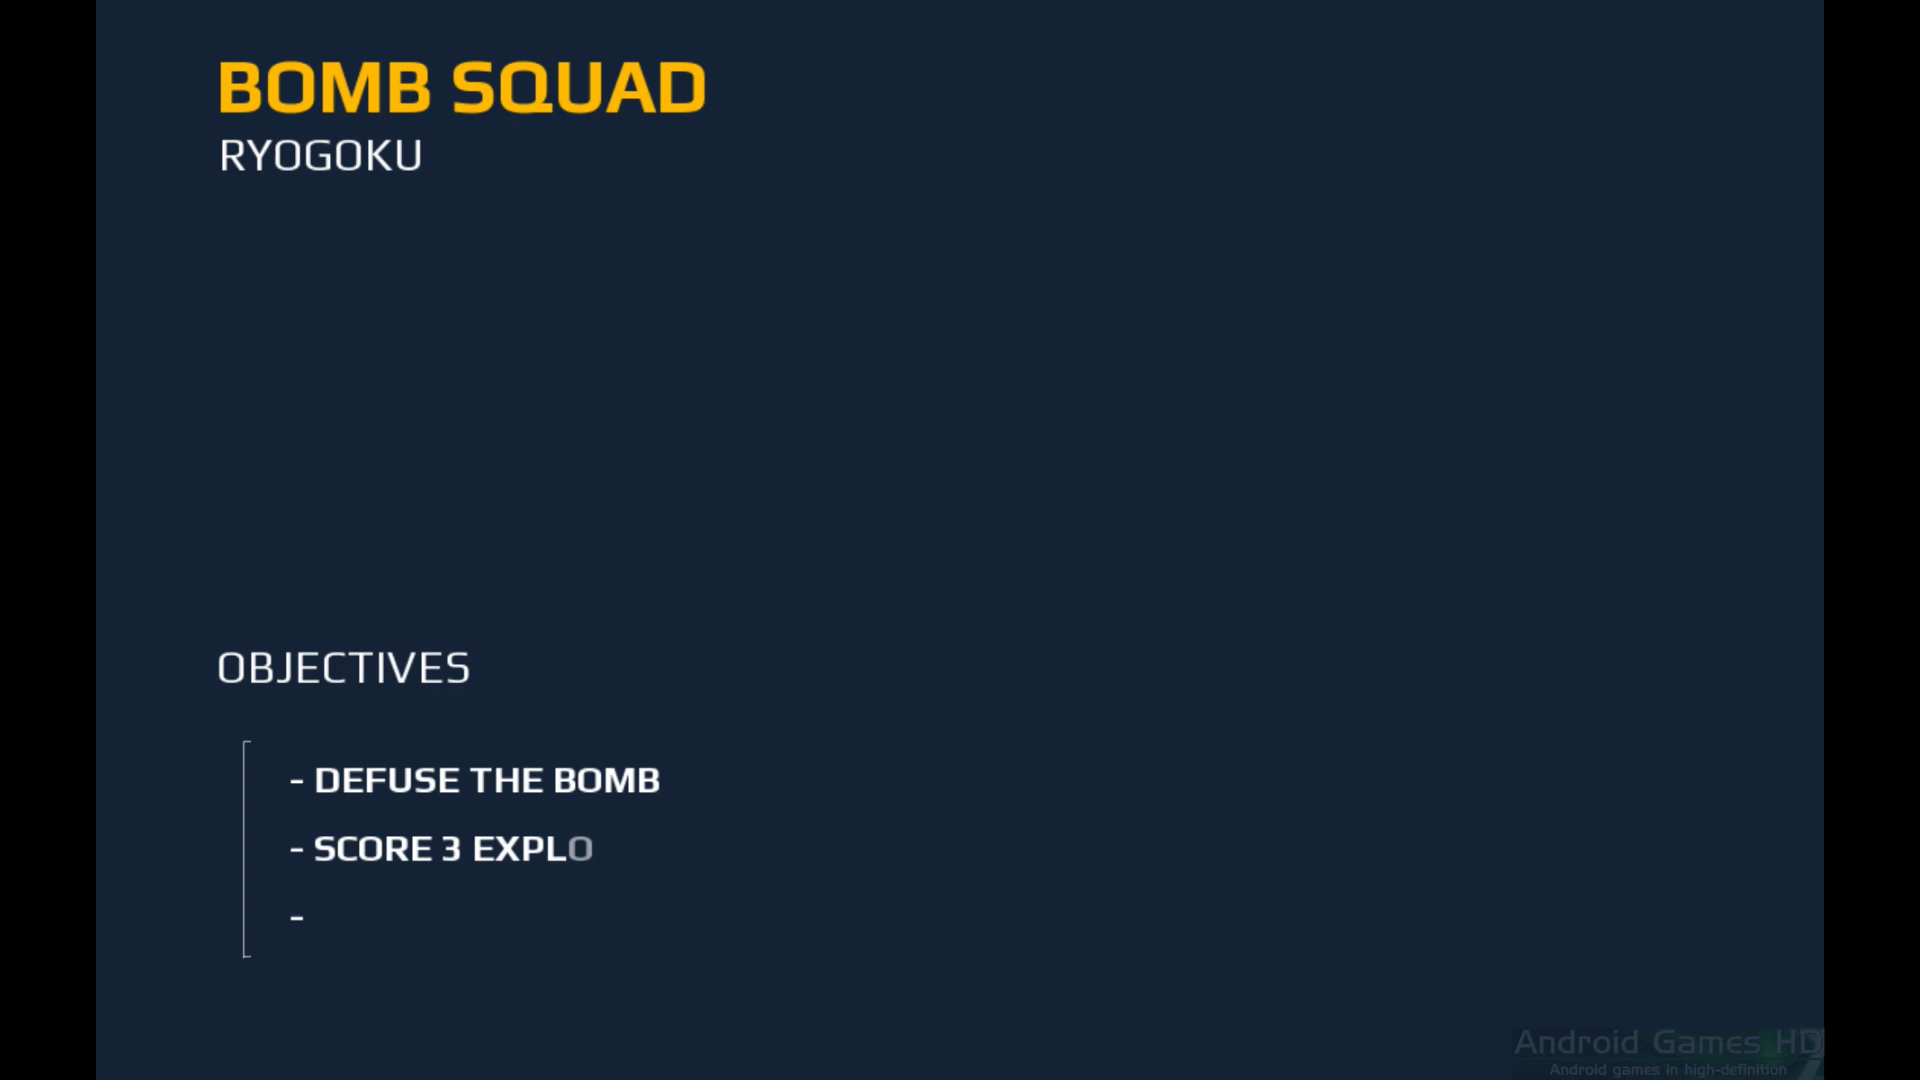 BOMB SQUAD
RYOGOKU
OBJECTIVES
- DEFUSE THE BOMB
- SCORE 3 EXPLO
-
Android Games HD
Android games in high-definition